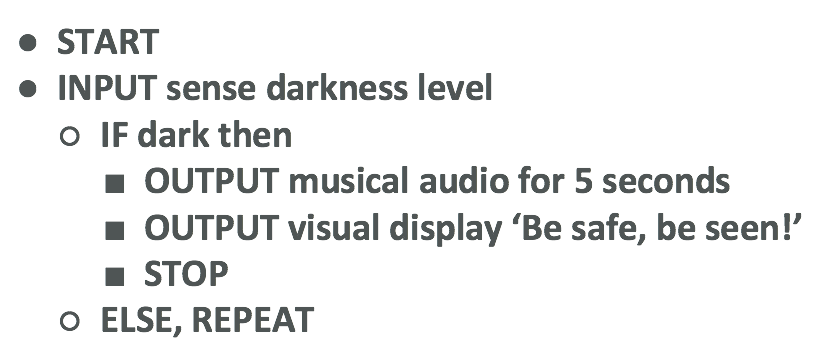 ● START
● INPUT sense darkness level
○ IF dark then
■ OUTPUT musical audio for 5 seconds
■ OUTPUT visual display ‘Be safe, be seen!’
■ STOP
○ ELSE, REPEAT